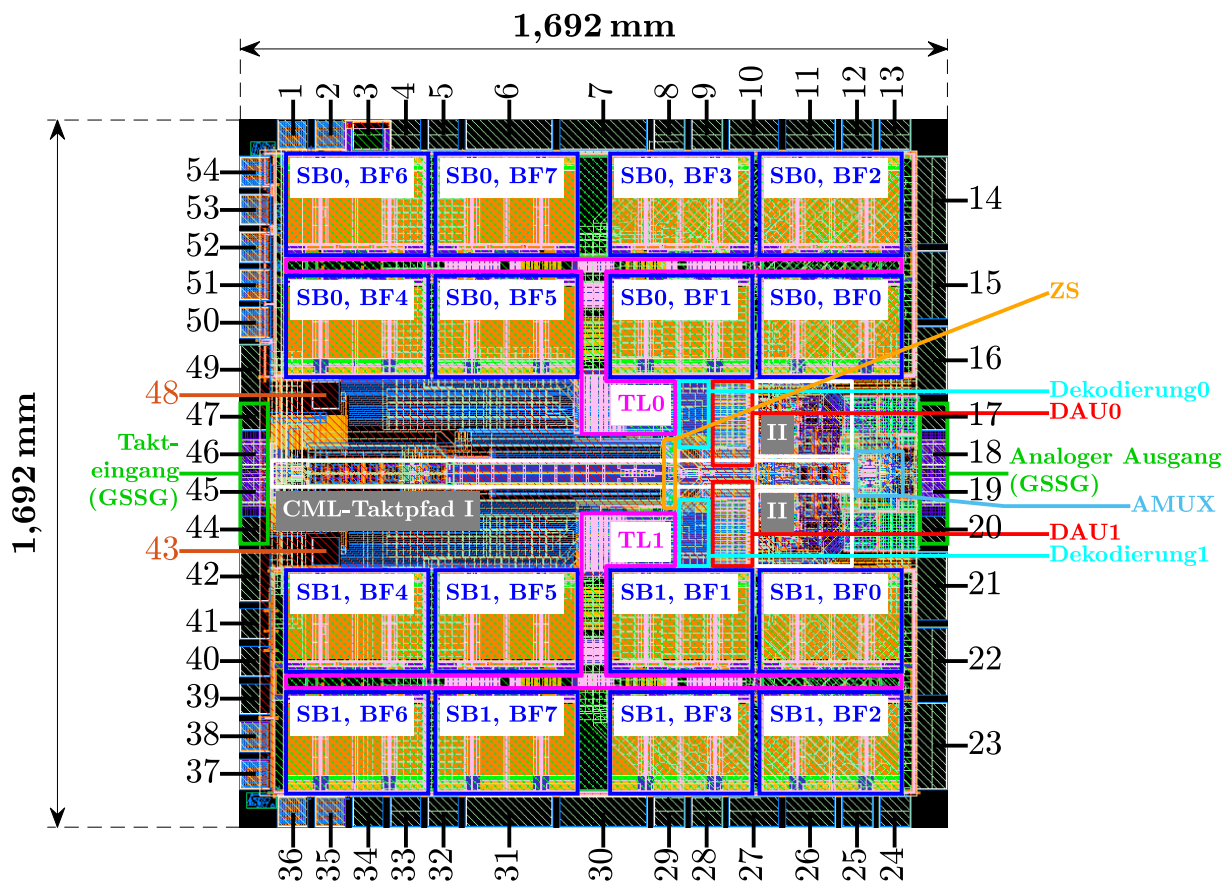 1,692 mm
1 2 3 4 5 6 7 8 9 10 11 12 13
54
53
52
51
50
49
48
47
46
45
44
43
42
41
40
39
38
37
Takt-
eingang
(GSSG)
1,692 mm
SB0, BF6 SB0, BF7 SB0, BF3 SB0, BF2
SB0, BF4 SB0, BF5 SB0, BF1 SB0, BF0
TL0
II
CML-Taktpfad I
II
TL1
SB1, BF4 SB1, BF5 SB1, BF1 SB1, BF0
SB1, BF6 SB1, BF7 SB1, BF3 SB1, BF2
14
15
ZS
16
Dekodierung0
DAU0
17
18
Analoger Ausgang
(GSSG)
19
AMUX
20
DAU1
Dekodierung1
21
22
23
36 35 34 33 32 31 30 29 28 27 26 25 24